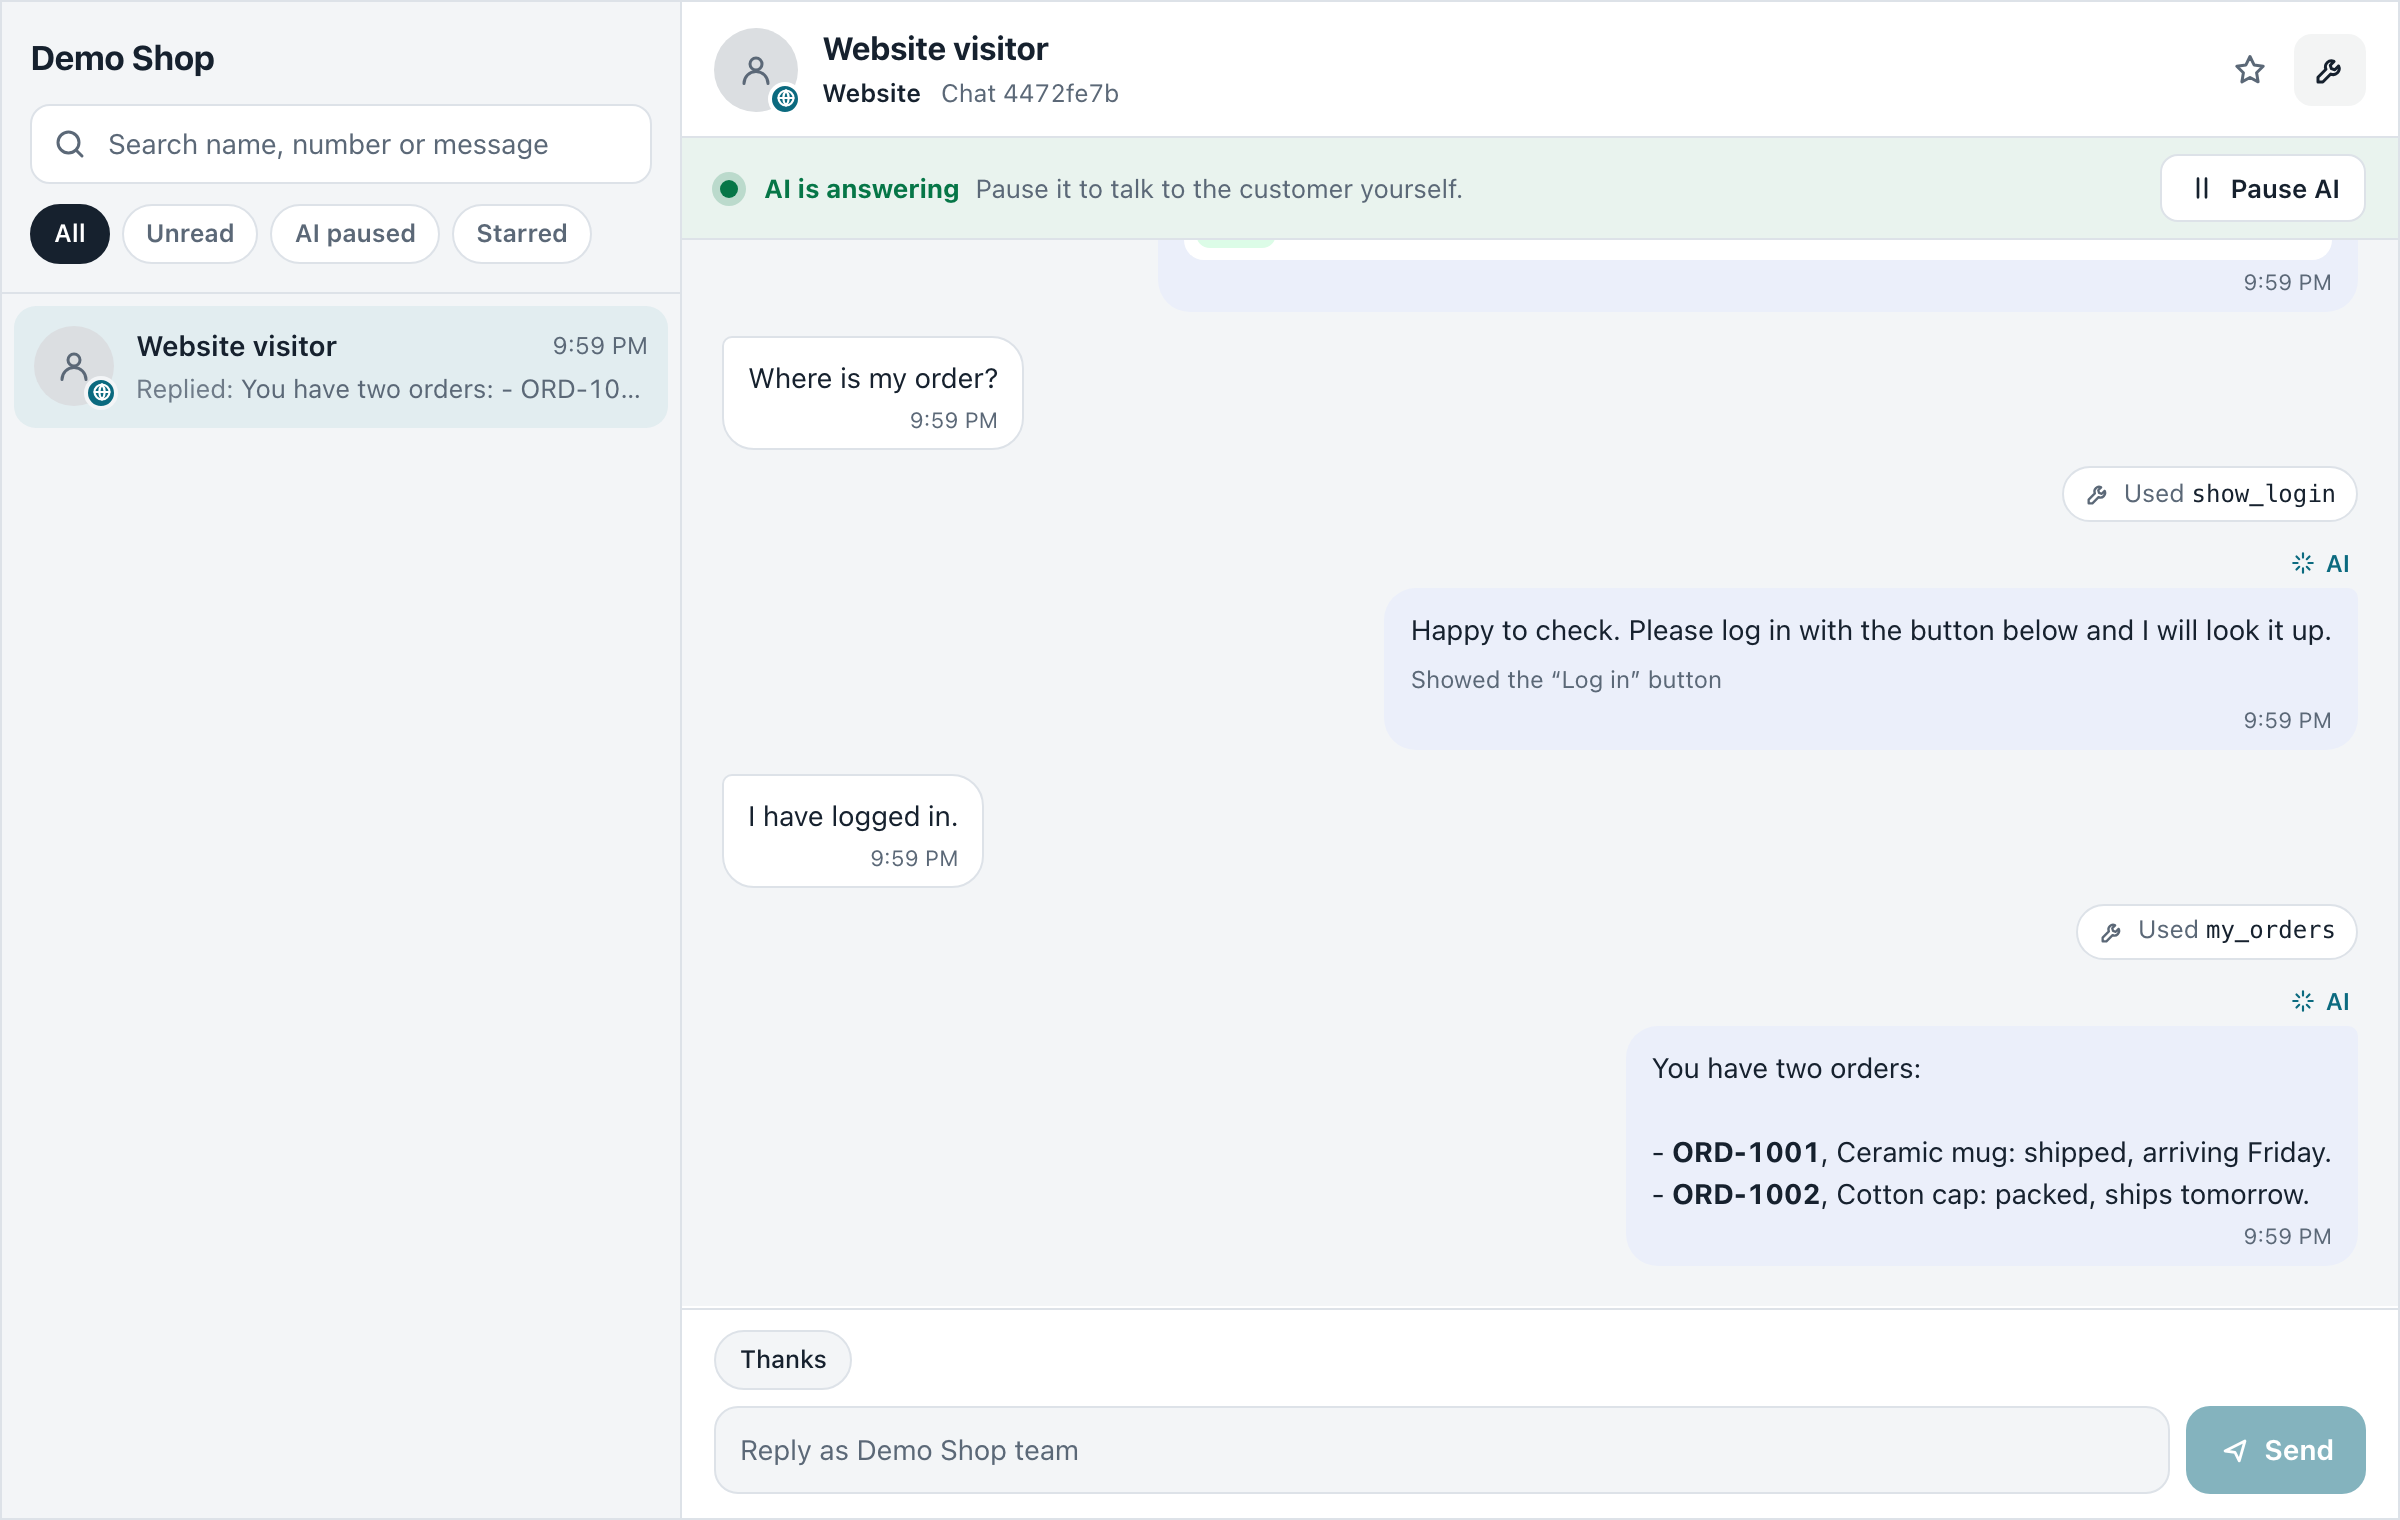 Demo Shop
Search name, number or message
All
Unread
AI paused
Starred
Website visitor
9:59 PM
Replied: You have two orders: - ORD-10...
Website visitor
Website Chat 4472fe7b
AI is answering Pause it to talk to the customer yourself.
Pause AI
9:59 PM
Where is my order?
9:59 PM
Used show_login
AI
Happy to check. Please log in with the button below and I will look it up.
Showed the “Log in” button
9:59 PM
I have logged in.
9:59 PM
Used my_orders
AI
You have two orders:
- ORD-1001, Ceramic mug: shipped, arriving Friday.
- ORD-1002, Cotton cap: packed, ships tomorrow.
9:59 PM
Thanks
Reply as Demo Shop team
Send